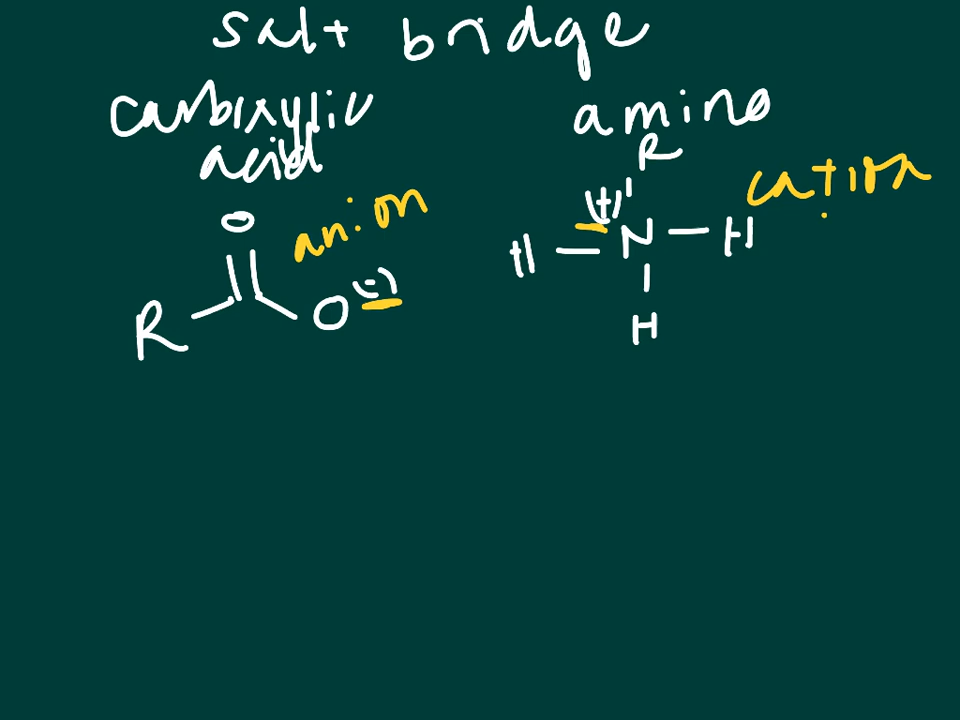 salt bridge
carboxylic amino
acid
R
cation
anion
(+)
O
H N H
O (-)
R
H